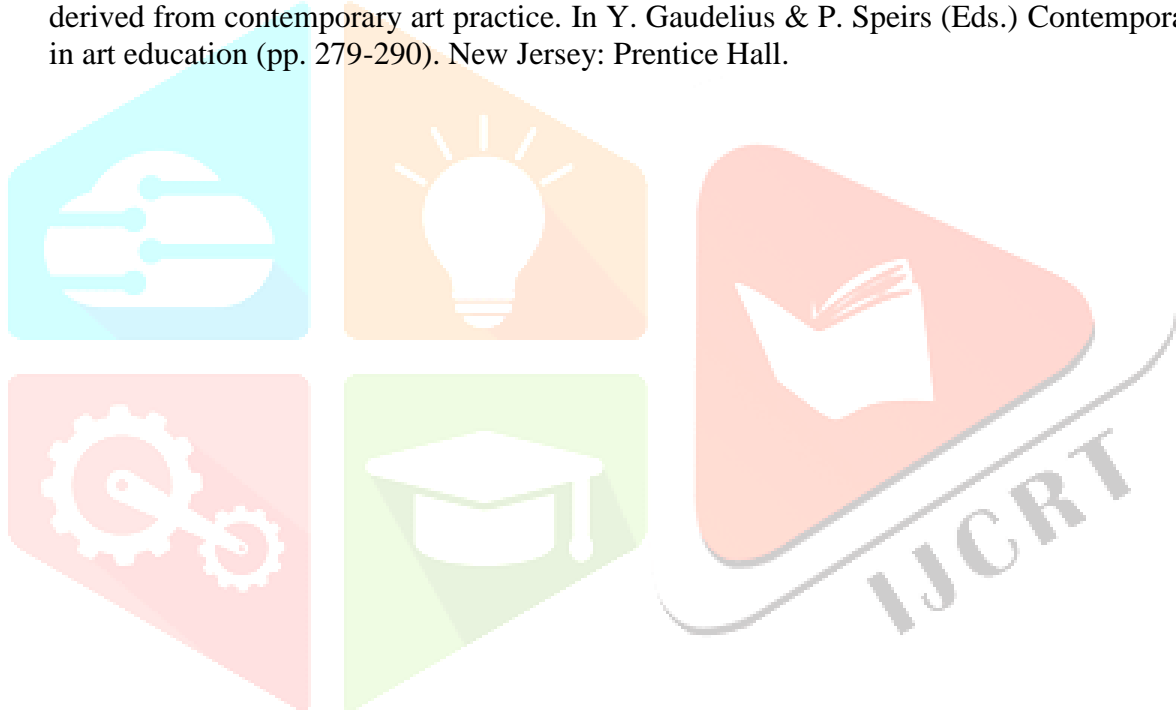 derived from contemporary art practice. In Y. Gaudelius & P. Speirs (Eds.) Contempora
in art education (pp. 279-290). New Jersey: Prentice Hall.
IJCRT